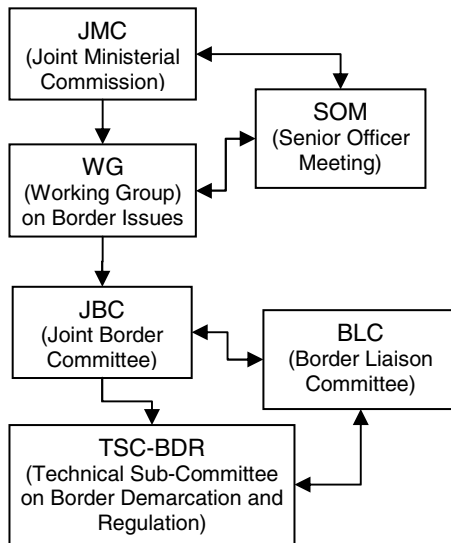 JMC
(Joint Ministerial
Commission)
SOM
(Senior Officer
Meeting)
WG
(Working Group)
on Border Issues
JBC
(Joint Border
Committee)
BLC
(Border Liaison
Committee)
TSC-BDR
(Technical Sub-Committee
on Border Demarcation and
Regulation)